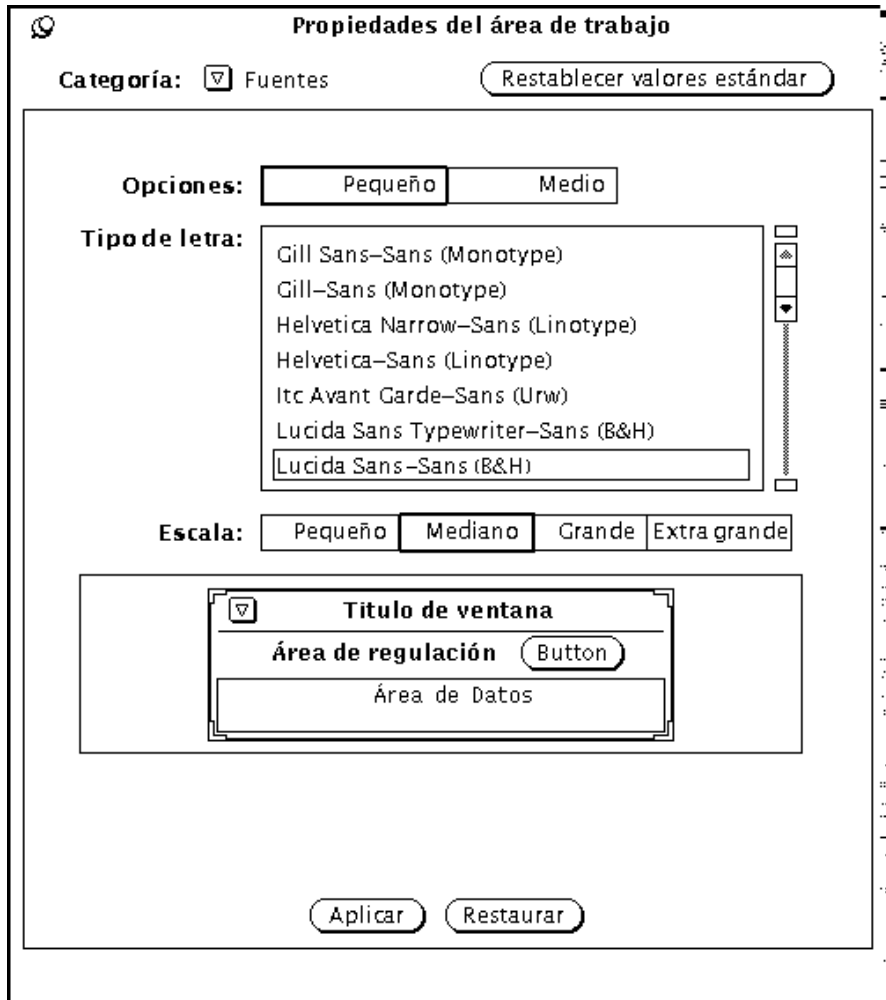 Propiedades del área de trabajo
Categoría: Fuentes Restablecer valores estándar
Opciones: Pequeño Medio
Tipo de letra:
Gill Sans–Sans (Monotype)
Gill–Sans (Monotype)
Helvetica Narrow–Sans (Linotype)
Helvetica–Sans (Linotype)
Itc Avant Garde–Sans (Urw)
Lucida Sans Typewriter–Sans (B&H)
Lucida Sans–Sans (B&H)
Escala: Pequeño Mediano Grande Extra grande
Titulo de ventana
Área de regulación Button
Área de Datos
Aplicar Restaurar